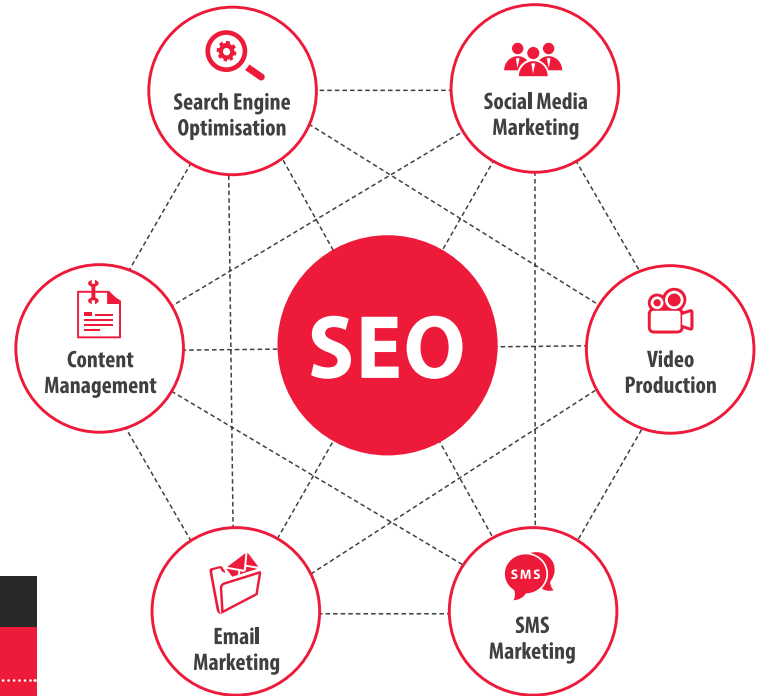 Search Engine
Optimisation
Social Media
Marketing
SEO
Content
Management
Video
Production
Email
Marketing
SMS
SMS
Marketing